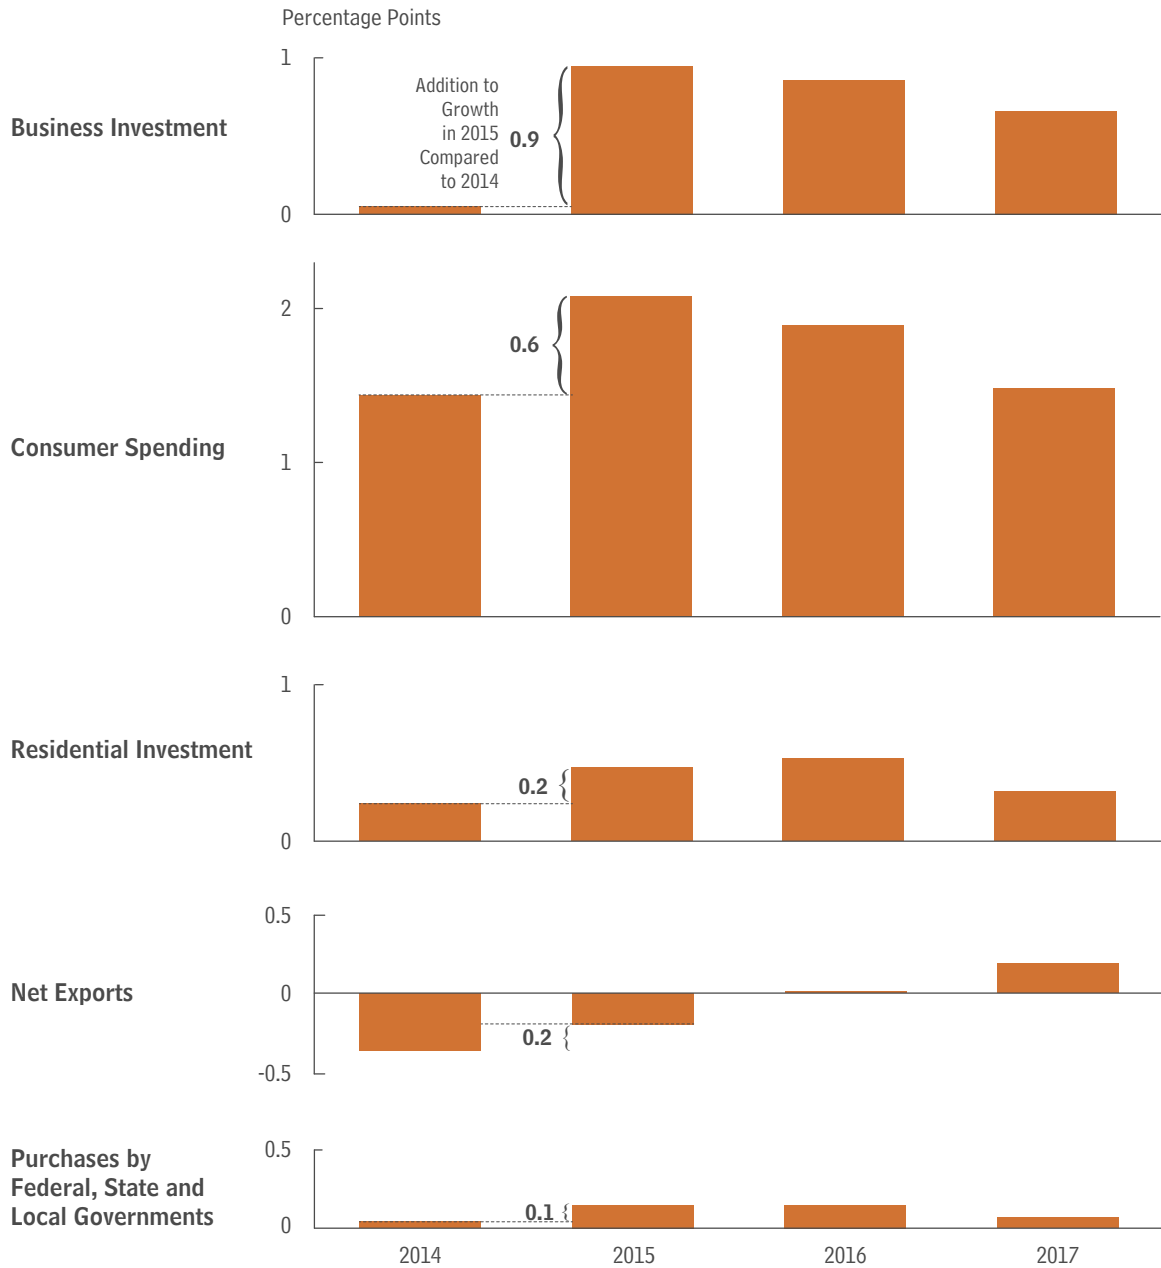 Percentage Points
1
Addition to
Growth
in 2015
Compared
to 2014
0.9
Business Investment
0
2
0.6
Consumer Spending
1
0
1
Residential Investment
0.2
0
0.5
Net Exports
0
0.2
-0.5
0.5
Purchases by
Federal, State and
Local Governments
0.1
0
2014
2015
2016
2017